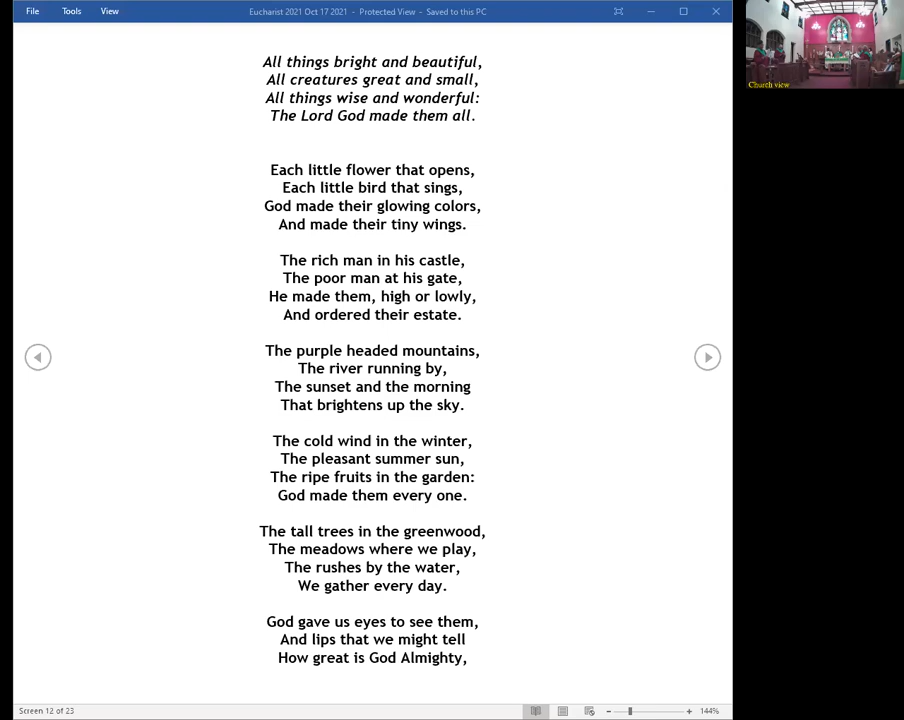 File Tools View Eucharist 2021 Oct 17 2021 - Protected View - Saved to this PC
Church view
All things bright and beautiful,
All creatures great and small,
All things wise and wonderful:
The Lord God made them all.
Each little flower that opens,
Each little bird that sings,
God made their glowing colors,
And made their tiny wings.
The rich man in his castle,
The poor man at his gate,
He made them, high or lowly,
And ordered their estate.
The purple headed mountains,
The river running by,
The sunset and the morning
That brightens up the sky.
The cold wind in the winter,
The pleasant summer sun,
The ripe fruits in the garden:
God made them every one.
The tall trees in the greenwood,
The meadows where we play,
The rushes by the water,
We gather every day.
God gave us eyes to see them,
And lips that we might tell
How great is God Almighty,
Screen 12 of 23 144%